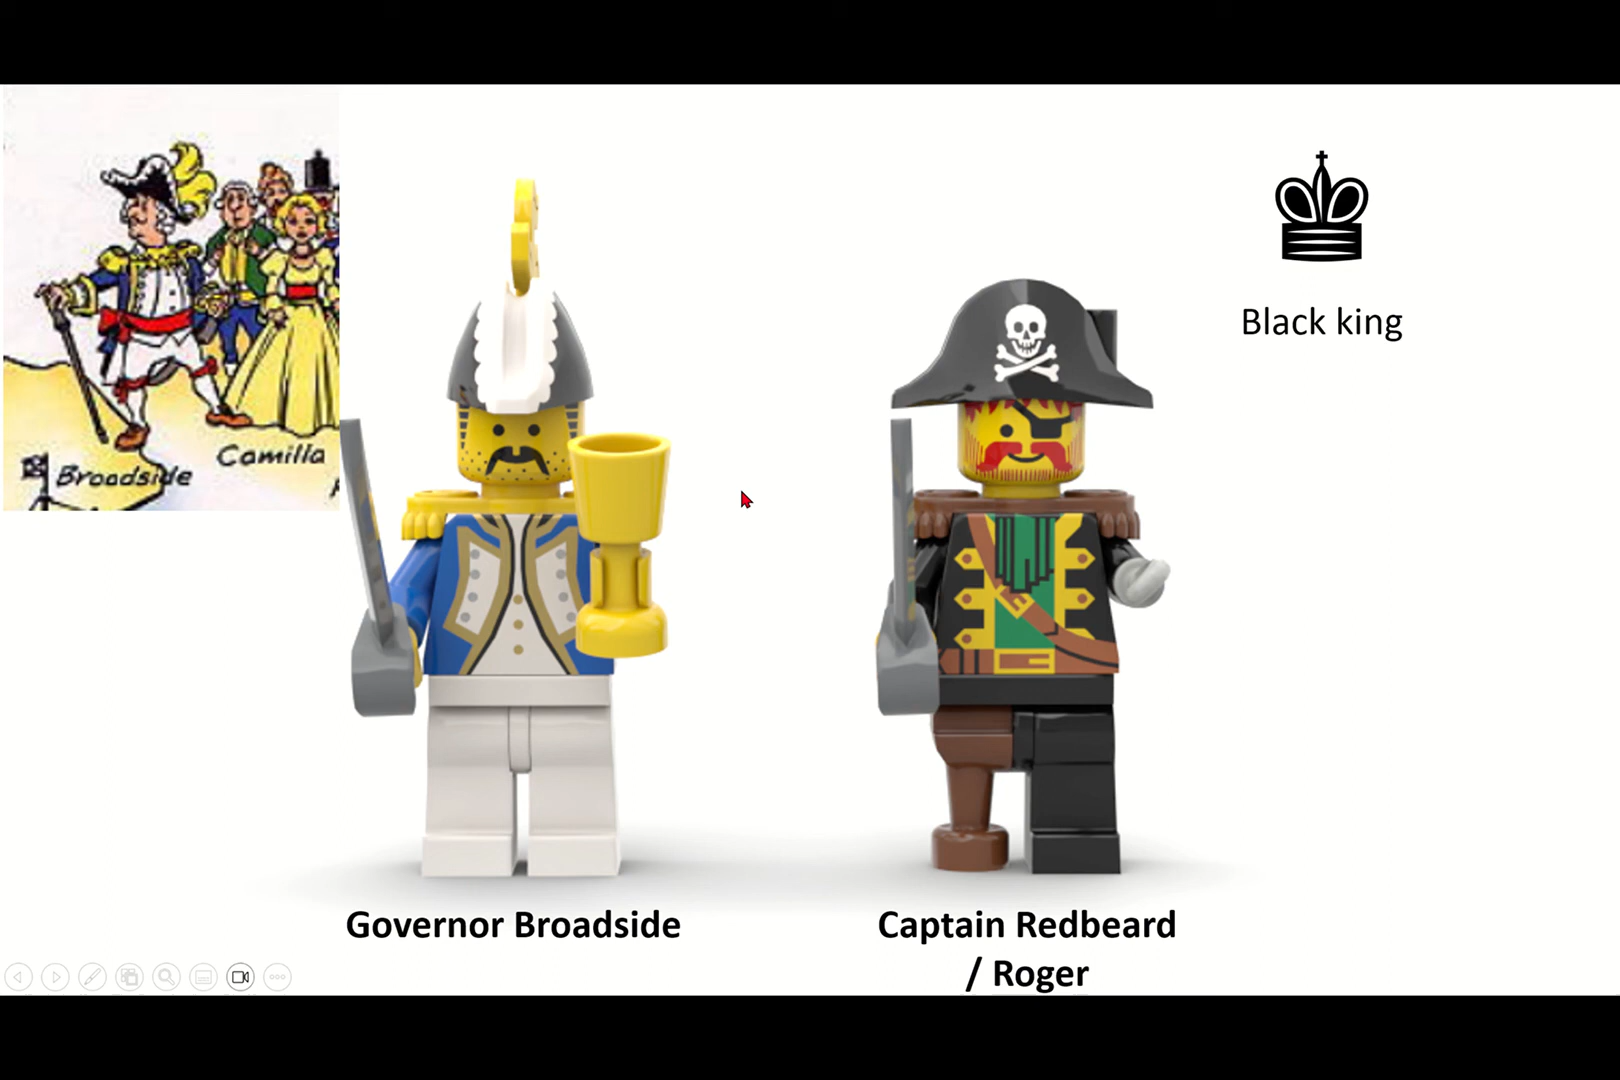 Broadside
Camilla
Black king
Governor Broadside
Captain Redbeard
/ Roger